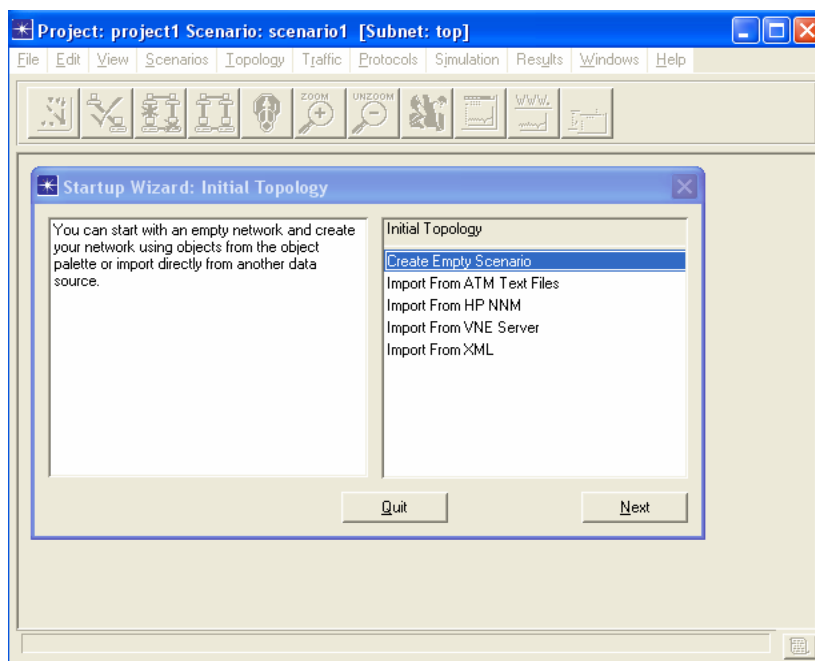 Project: project1 Scenario: scenario1 [Subnet: top]
File Edit View Scenarios Topology Traffic Protocols Simulation Results Windows Help
ZOOM UNZOOM WWW.
Startup Wizard: Initial Topology
You can start with an empty network and create
your network using objects from the object
palette or import directly from another data
source.
Initial Topology
Create Empty Scenario
Import From ATM Text Files
Import From HP NNM
Import From VNE Server
Import From XML
Quit Next